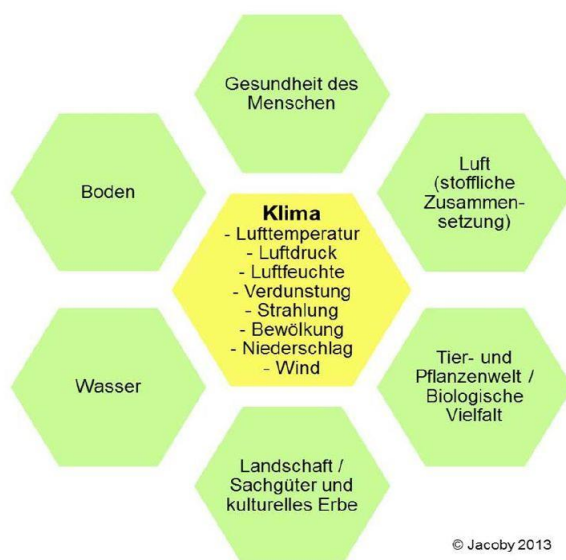 Gesundheit des
Menschen
Luft
(stoffliche
Zusammen-
setzung)
Boden
Klima
- Lufttemperatur
- Luftdruck
- Luftfeuchte
- Verdunstung
- Strahlung
- Bewölkung
- Niederschlag
- Wind
Wasser
Tier- und
Pflanzenwelt /
Biologische
Vielfalt
Landschaft /
Sachgüter und
kulturelles Erbe
© Jacoby 2013